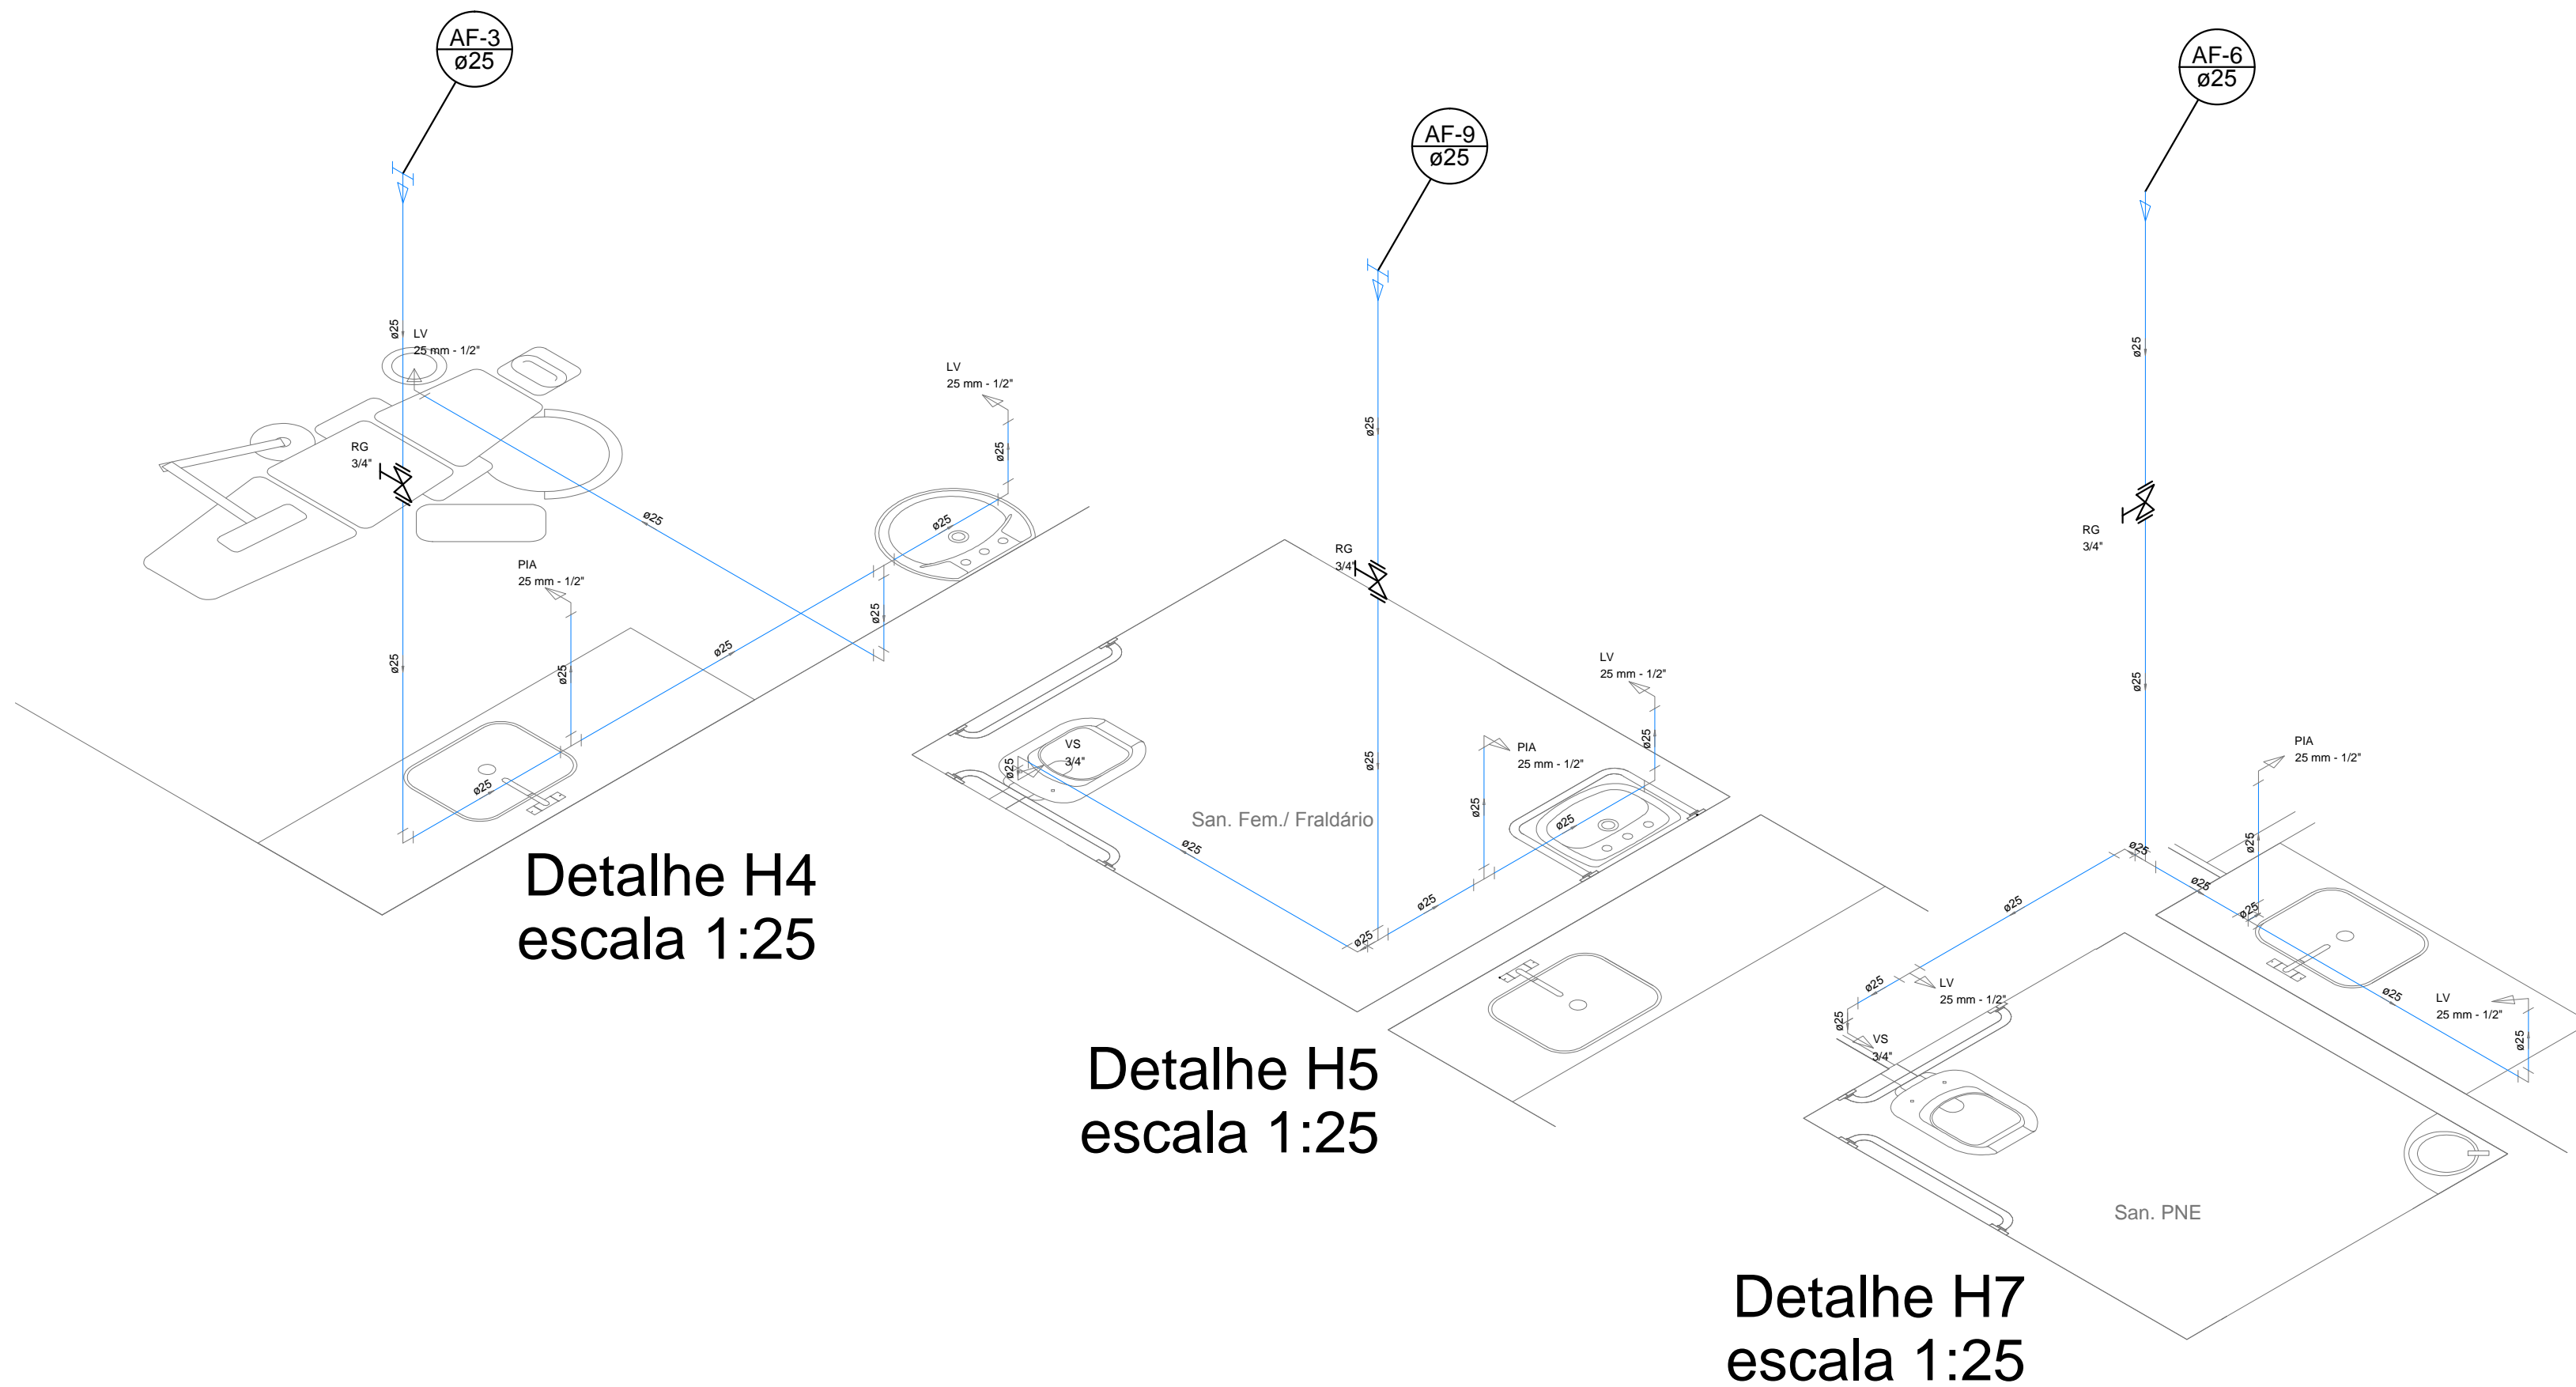 AF-3
ø25
ø25
LV
25 mm - 1/2"
RG
3/4"
ø25
ø25
PIA
25 mm - 1/2"
ø25
ø25
ø25
ø25
ø25
LV
25 mm - 1/2"
ø25
Detalhe H4
escala 1:25
AF-9
ø25
ø25
RG
3/4"
ø25
VS
3/4"
ø25
ø25
San. Fem./ Fraldário
PIA
25 mm - 1/2"
ø25
LV
25 mm - 1/2"
ø25
ø25
ø25
ø25
Detalhe H5
escala 1:25
AF-6
ø25
ø25
RG
3/4"
ø25
PIA
25 mm - 1/2"
ø25
ø25
ø25
ø25
ø25
ø25
LV
25 mm - 1/2"
ø25
VS
3/4"
ø25
LV
25 mm - 1/2"
ø25
San. PNE
Detalhe H7
escala 1:25